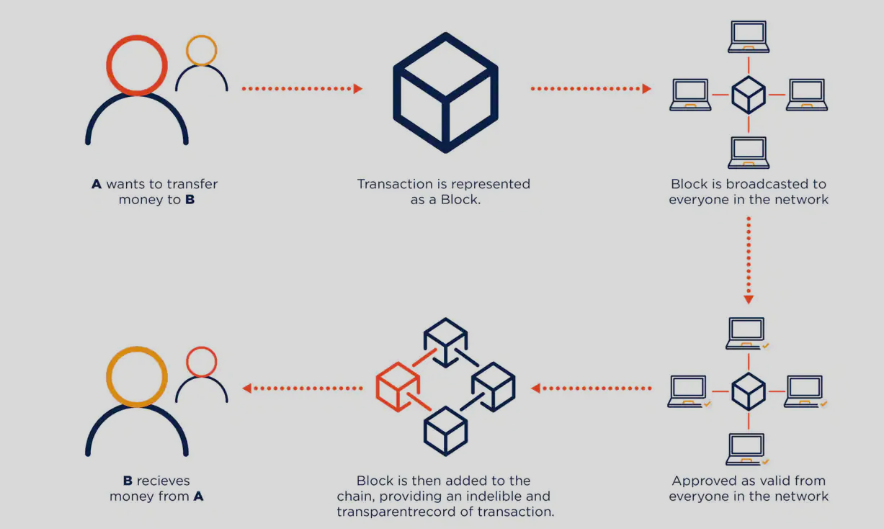 A wants to transfer
money to B
Transaction is represented
as a Block.
Block is broadcasted to
everyone in the network
B recieves
money from A
Block is then added to the
chain, providing an indelible and
transparentrecord of transaction.
Approved as valid from
everyone in the network